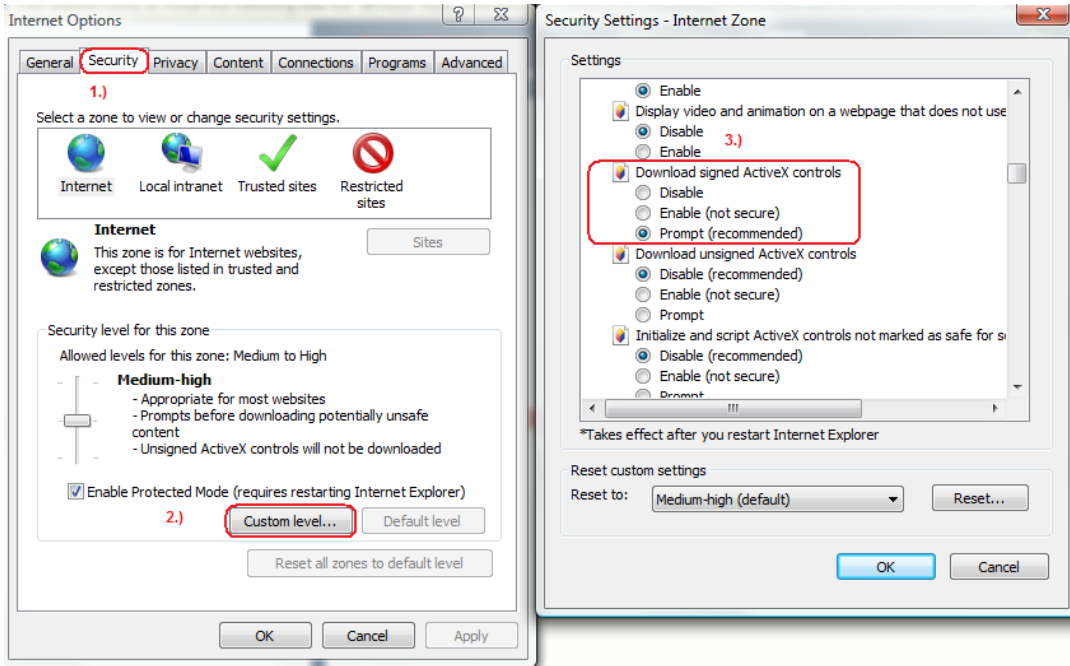 Internet Options
General Security Privacy Content Connections Programs Advanced
1.)
Select a zone to view or change security settings.
Internet Local intranet Trusted sites Restricted
sites
Internet
This zone is for Internet websites,
except those listed in trusted and
restricted zones.
Sites
Security level for this zone
Allowed levels for this zone: Medium to High
Medium-high
- Appropriate for most websites
- Prompts before downloading potentially unsafe
content
- Unsigned ActiveX controls will not be downloaded
Enable Protected Mode (requires restarting Internet Explorer)
2.)
Custom level... Default level
Reset all zones to default level
OK Cancel Apply
Security Settings - Internet Zone
Settings
Enable
Display video and animation on a webpage that does not use
Disable
3.)
Enable
Download signed ActiveX controls
Disable
Enable (not secure)
Prompt (recommended)
Download unsigned ActiveX controls
Disable (recommended)
Enable (not secure)
Prompt
Initialize and script ActiveX controls not marked as safe for s
Disable (recommended)
Enable (not secure)
Prompt
*Takes effect after you restart Internet Explorer
Reset custom settings
Reset to: Medium-high (default) Reset...
OK Cancel